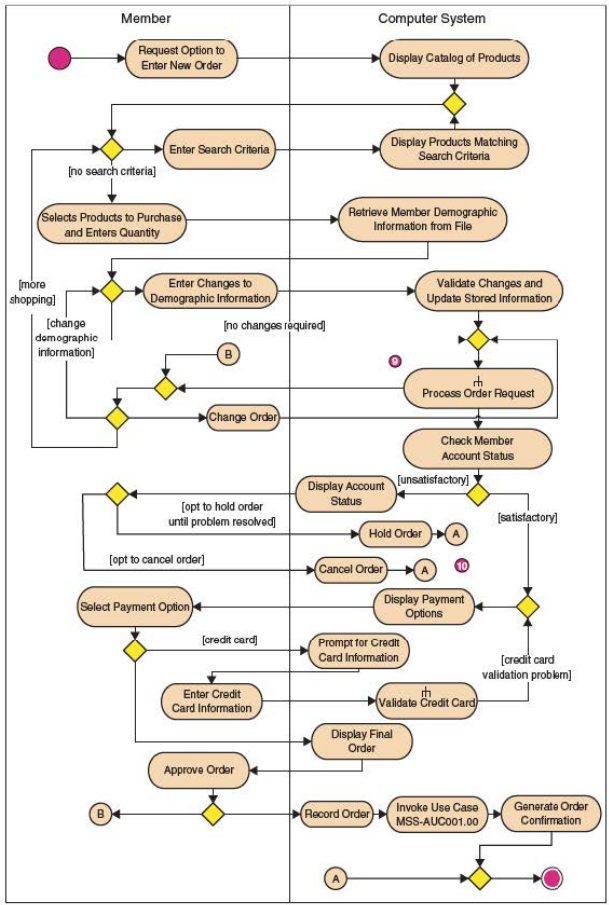 Member
Computer System
Request Option to
Enter New Order
Display Catalog of Products
Enter Search Criteria
Display Products Matching
Search Criteria
[no search criteria]
Selects Products to Purchase
and Enters Quantity
Retrieve Member Demographic
Information from File
[more
shopping]
Enter Changes to
Demographic Information
Validate Changes and
Update Stored Information
[change
demographic
information]
[no changes required]
B
9
Process Order Request
Change Order
Check Member
Account Status
[unsatisfactory]
Display Account
Status
[satisfactory]
[opt to hold order
until problem resolved]
Hold Order
A
[opt to cancel order]
Cancel Order
A
10
Select Payment Option
Display Payment
Options
[credit card]
Prompt for Credit
Card Information
[credit card
validation problem]
Enter Credit
Card Information
Validate Credit Card
Display Final
Order
Approve Order
B
Record Order
Invoke Use Case
MSS-AUC001.00
Generate Order
Confirmation
A